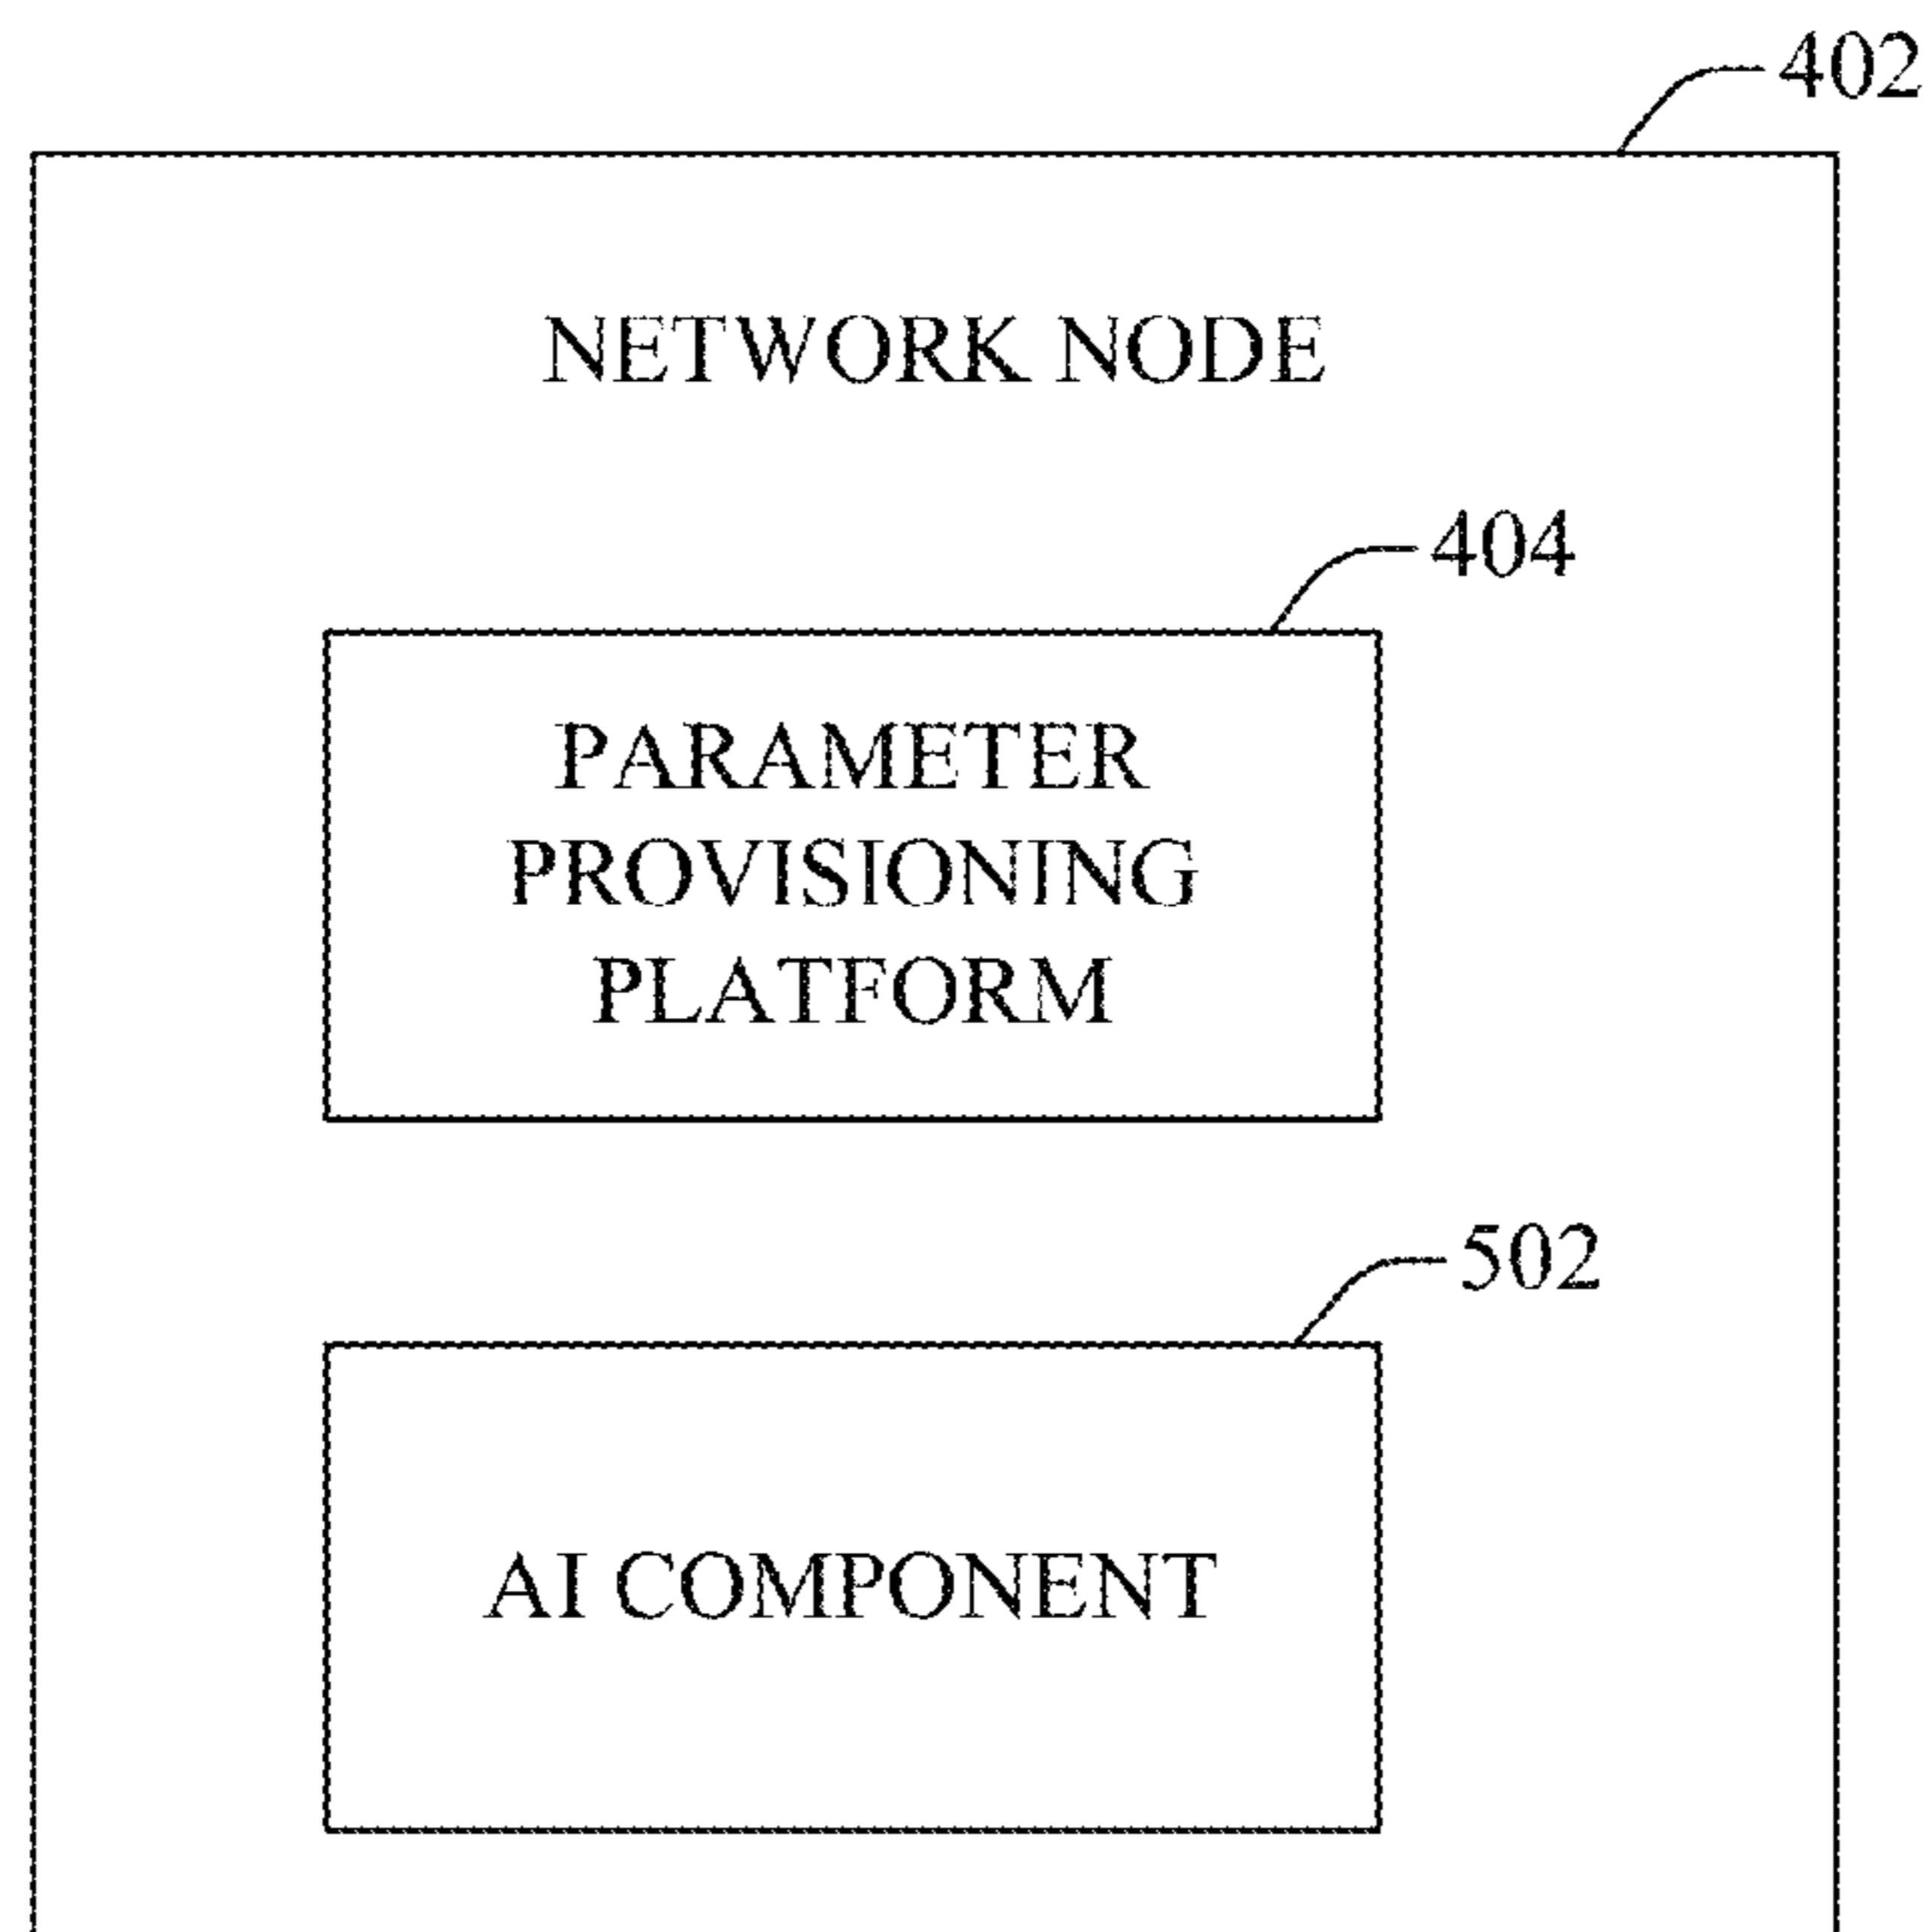 402
NETWORK NODE
404
PARAMETER
PROVISIONING
PLATFORM
502
AI COMPONENT